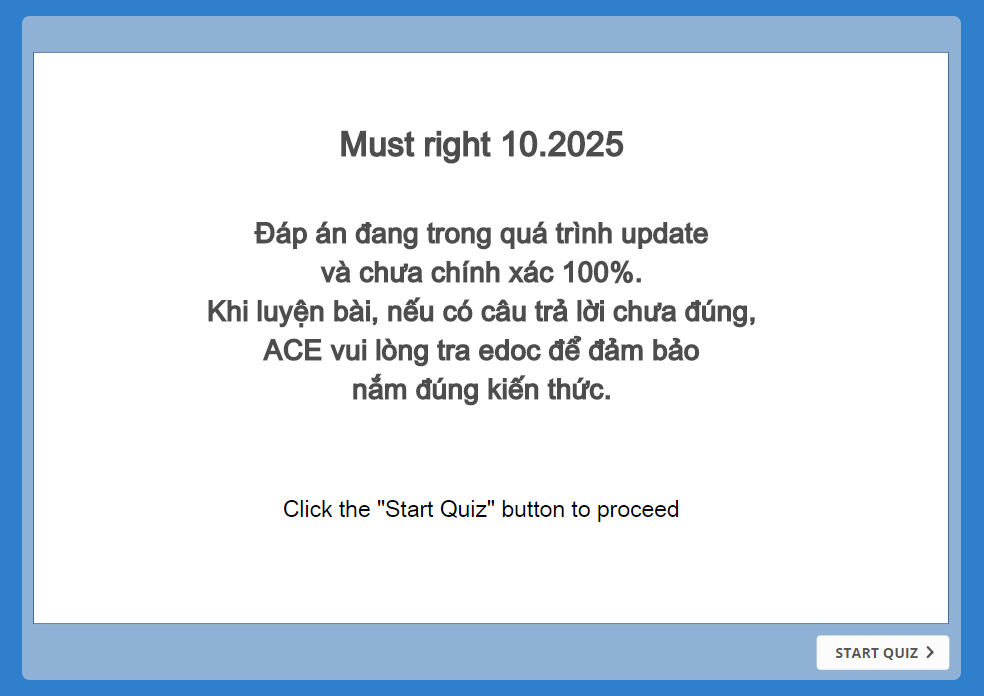 Must right 10.2025
Đáp án đang trong quá trình update
và chưa chính xác 100%.
Khi luyện bài, nếu có câu trả lời chưa đúng,
ACE vui lòng tra edoc để đảm bảo
nắm đúng kiến thức.
Click the "Start Quiz" button to proceed
START QUIZ